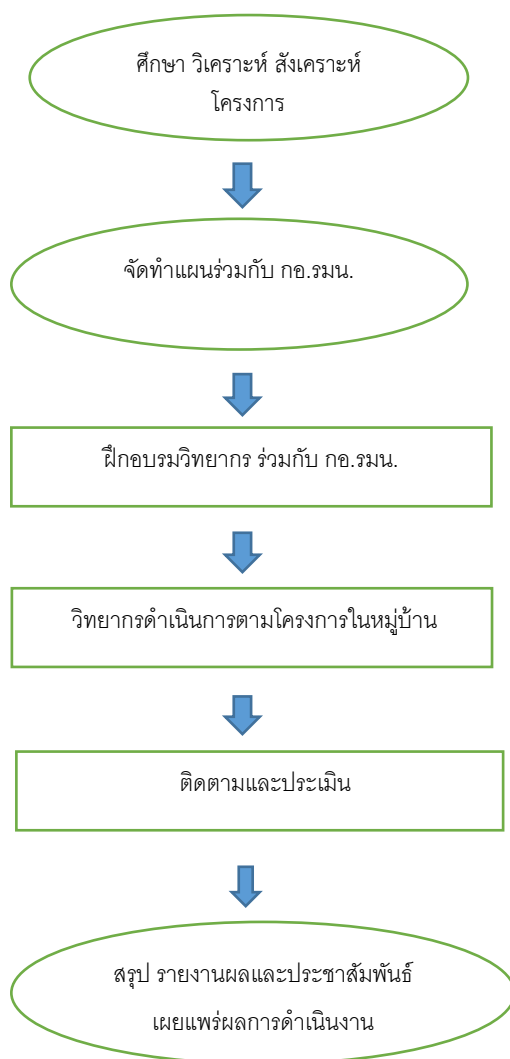 ศึกษา วิเคราะห์ สังเคราะห์
โครงการ
จัดทำแผนร่วมกับ กอ.รมน.
ฝึกอบรมวิทยากร ร่วมกับ กอ.รมน.
วิทยากรดำเนินการตามโครงการในหมู่บ้าน
ติดตามและประเมิน
สรุป รายงานผลและประชาสัมพันธ์
เผยแพร่ผลการดำเนินงาน